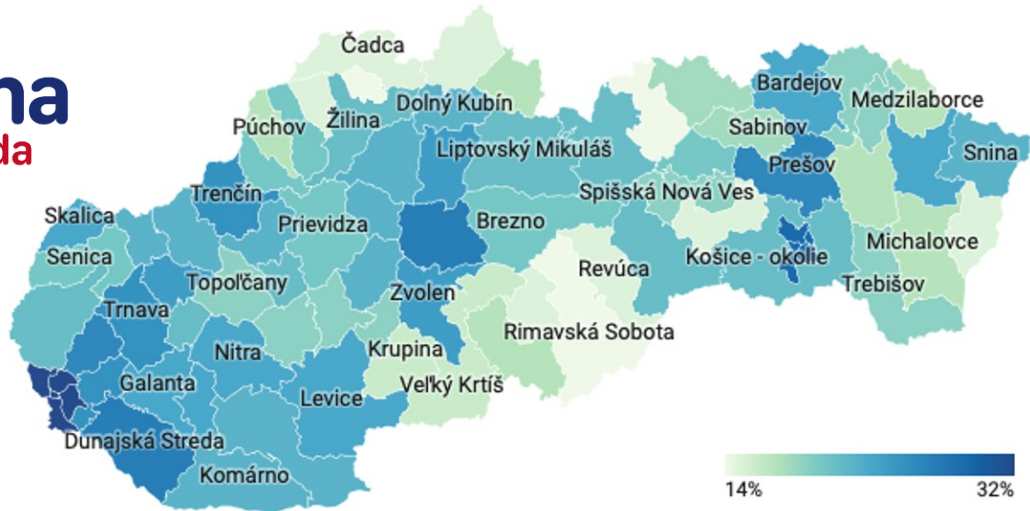 na
da
Čadca
Bardejov
Dolný Kubín
Medzilaborce
Púchov
Žilina
Sabinov
Liptovský Mikuláš
Snina
Prešov
Trenčín
Spišská Nová Ves
Skalica
Prievidza
Brezno
Michalovce
Senica
Košice - okolie
Revúca
Topoľčany
Trebišov
Zvolen
Trnava
Rimavská Sobota
Nitra
Krupina
Galanta
Veľký Krtíš
Levice
Dunajská Streda
Komárno
14%
32%